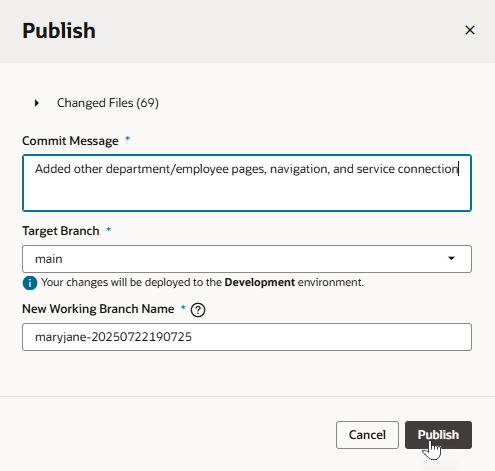 Publish
Changed Files (69)
Commit Message *
Added other department/employee pages, navigation, and service connection
Target Branch *
main
Your changes will be deployed to the Development environment.
New Working Branch Name *
maryjane-20250722190725
Cancel Publish